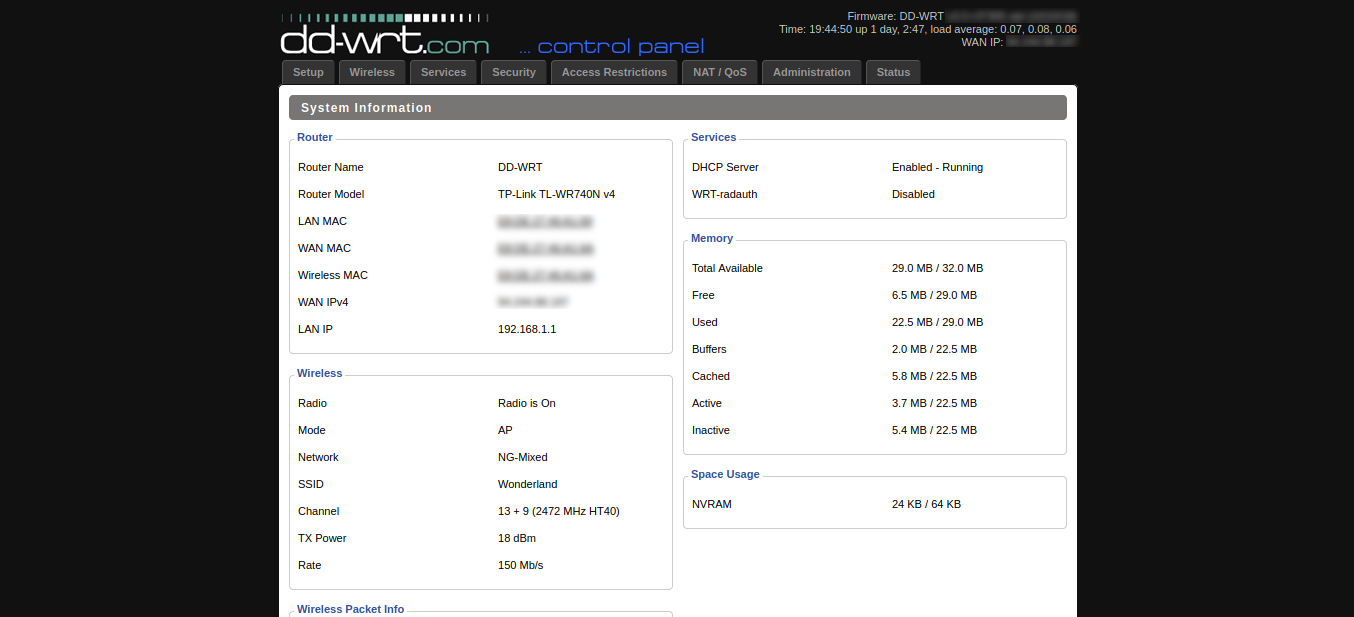 dd-wrt.com ... control panel
Firmware: DD-WRT
Time: 19:44:50 up 1 day, 2:47, load average: 0.07, 0.08, 0.06
WAN IP:
Setup Wireless Services Security Access Restrictions NAT / QoS Administration Status
System Information
Router
Router Name DD-WRT
Router Model TP-Link TL-WR740N v4
LAN MAC
WAN MAC
Wireless MAC
WAN IPv4
LAN IP 192.168.1.1
Wireless
Radio Radio is On
Mode AP
Network NG-Mixed
SSID Wonderland
Channel 13 + 9 (2472 MHz HT40)
TX Power 18 dBm
Rate 150 Mb/s
Wireless Packet Info
Services
DHCP Server Enabled - Running
WRT-radauth Disabled
Memory
Total Available 29.0 MB / 32.0 MB
Free 6.5 MB / 29.0 MB
Used 22.5 MB / 29.0 MB
Buffers 2.0 MB / 22.5 MB
Cached 5.8 MB / 22.5 MB
Active 3.7 MB / 22.5 MB
Inactive 5.4 MB / 22.5 MB
Space Usage
NVRAM 24 KB / 64 KB